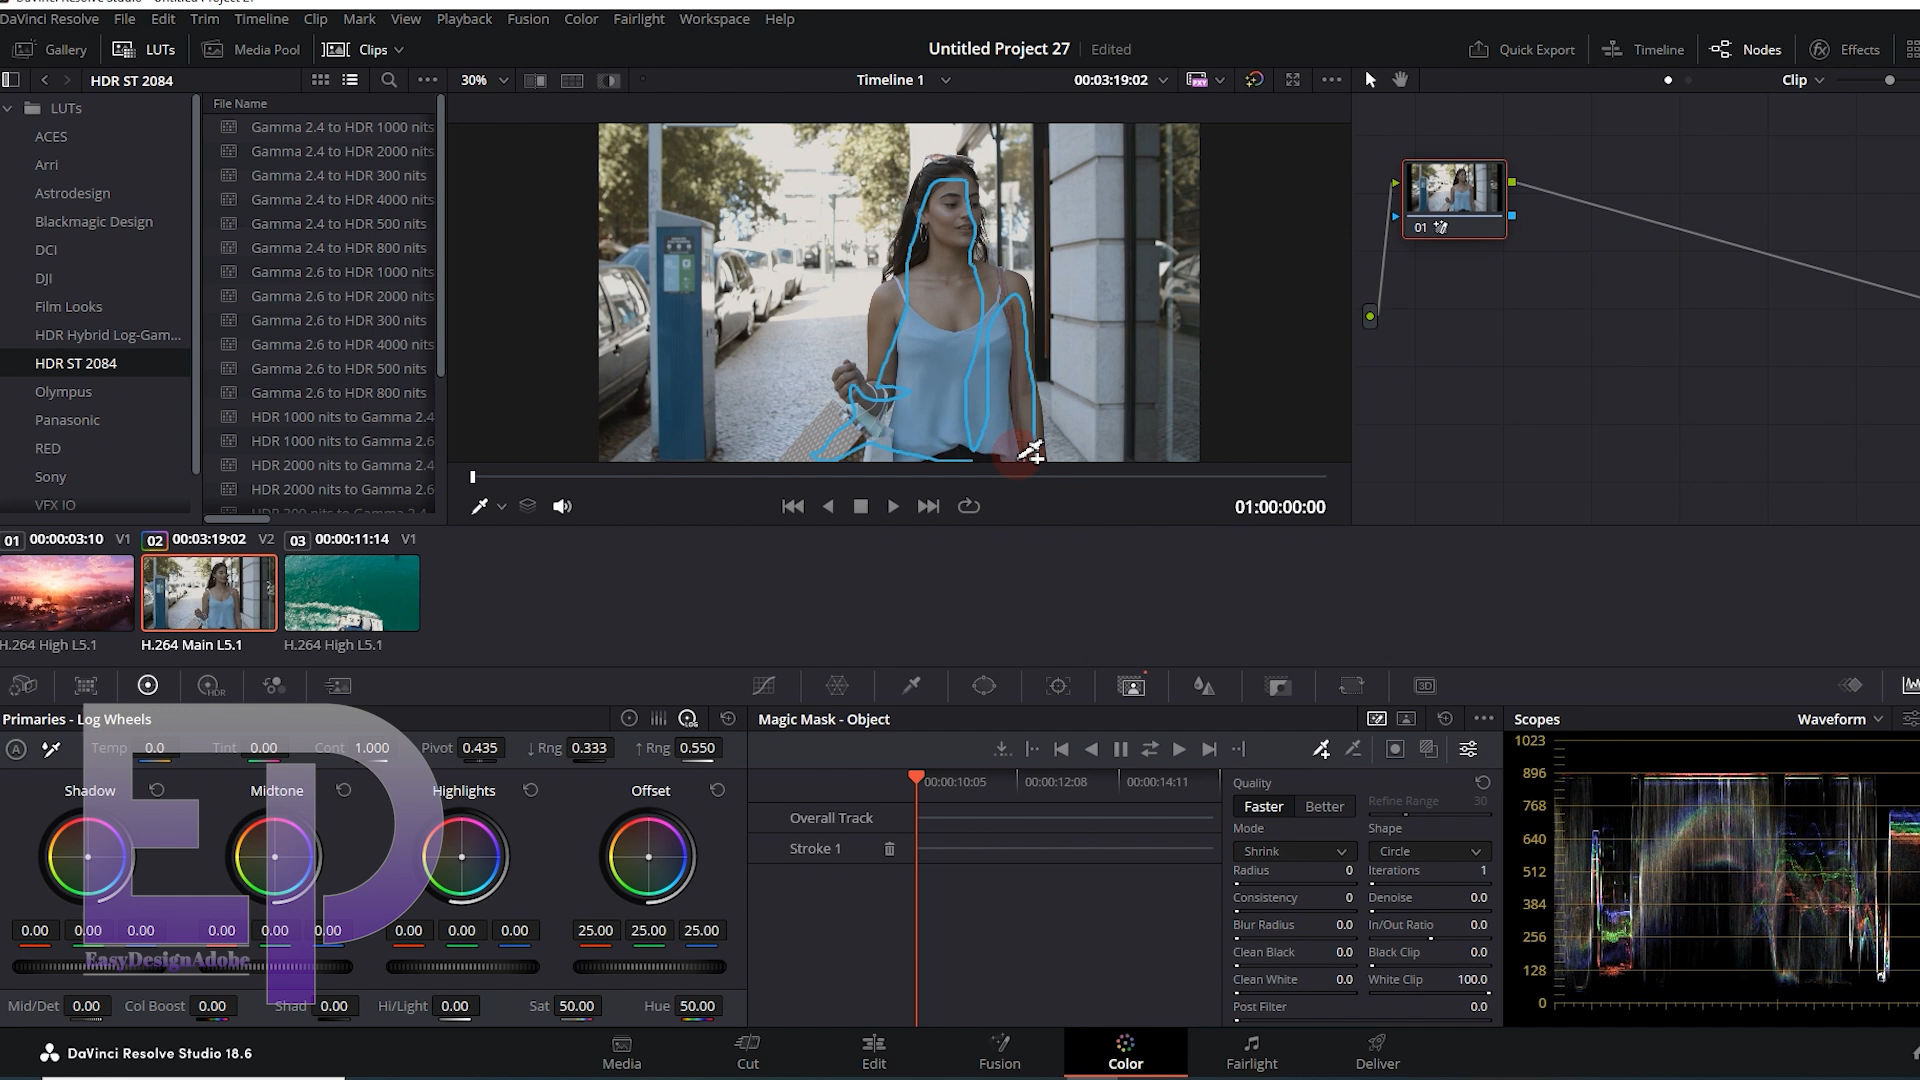 DaVinci Resolve Studio - Untitled Project 27
DaVinci Resolve File Edit Trim Timeline Clip Mark View Playback Fusion Color Fairlight Workspace Help
Gallery LUTs Media Pool Clips Untitled Project 27 Edited Quick Export Timeline Nodes Effects
HDR ST 2084 30% Timeline 1 00:03:19:02 Clip
LUTs
ACES
Arri
Astrodesign
Blackmagic Design
DCI
DJI
Film Looks
HDR Hybrid Log-Gam...
HDR ST 2084
Olympus
Panasonic
RED
Sony
VFX IO
File Name
Gamma 2.4 to HDR 1000 nits
Gamma 2.4 to HDR 2000 nits
Gamma 2.4 to HDR 300 nits
Gamma 2.4 to HDR 4000 nits
Gamma 2.4 to HDR 500 nits
Gamma 2.4 to HDR 800 nits
Gamma 2.6 to HDR 1000 nits
Gamma 2.6 to HDR 2000 nits
Gamma 2.6 to HDR 300 nits
Gamma 2.6 to HDR 4000 nits
Gamma 2.6 to HDR 500 nits
Gamma 2.6 to HDR 800 nits
HDR 1000 nits to Gamma 2.4
HDR 1000 nits to Gamma 2.6
HDR 2000 nits to Gamma 2.4
HDR 2000 nits to Gamma 2.6
HDR 300 nits to Gamma 2.4
01
01:00:00:00
01 00:00:03:10 V1 02 00:03:19:02 V2 03 00:00:11:14 V1
H.264 High L5.1 H.264 Main L5.1 H.264 High L5.1
HDR 3D
Primaries - Log Wheels LOG
A Temp 0.0 Tint 0.00 Cont 1.000 Pivot 0.435 ↓ Rng 0.333 ↑ Rng 0.550
Shadow Midtone Highlights Offset
0.00 0.00 0.00 0.00 0.00 0.00 0.00 0.00 0.00 25.00 25.00 25.00
EP
EasyDesignAdobe
Mid/Det 0.00 Col Boost 0.00 Shad 0.00 Hi/Light 0.00 Sat 50.00 Hue 50.00
Magic Mask - Object
00:00:10:05 00:00:12:08 00:00:14:11
Overall Track
Stroke 1
Quality
Faster Better Refine Range 30
Mode Shape
Shrink Circle
Radius 0 Iterations 1
Consistency 0 Denoise 0.0
Blur Radius 0.0 In/Out Ratio 0.0
Clean Black 0.0 Black Clip 0.0
Clean White 0.0 White Clip 100.0
Post Filter 0.0
Scopes Waveform
1023
896
768
640
512
384
256
128
0
DaVinci Resolve Studio 18.6 Media Cut Edit Fusion Color Fairlight Deliver